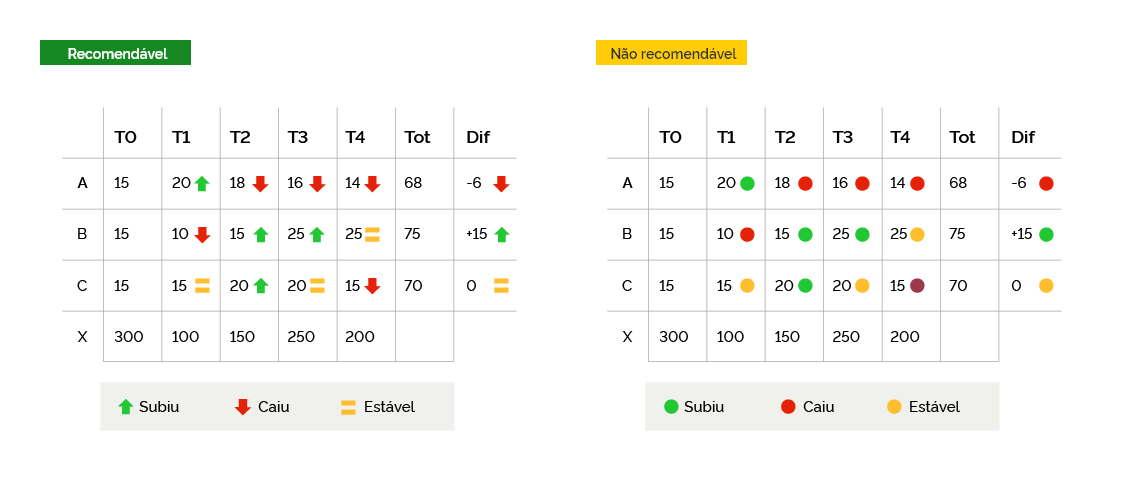 Recomendável
T0 T1 T2 T3 T4 Tot Dif
A 15 20 18 16 14 68 -6
B 15 10 15 25 25 75 +15
C 15 15 20 20 15 70 0
X 300 100 150 250 200
Subiu Caiu Estável
Não recomendável
T0 T1 T2 T3 T4 Tot Dif
A 15 20 18 16 14 68 -6
B 15 10 15 25 25 75 +15
C 15 15 20 20 15 70 0
X 300 100 150 250 200
Subiu Caiu Estável